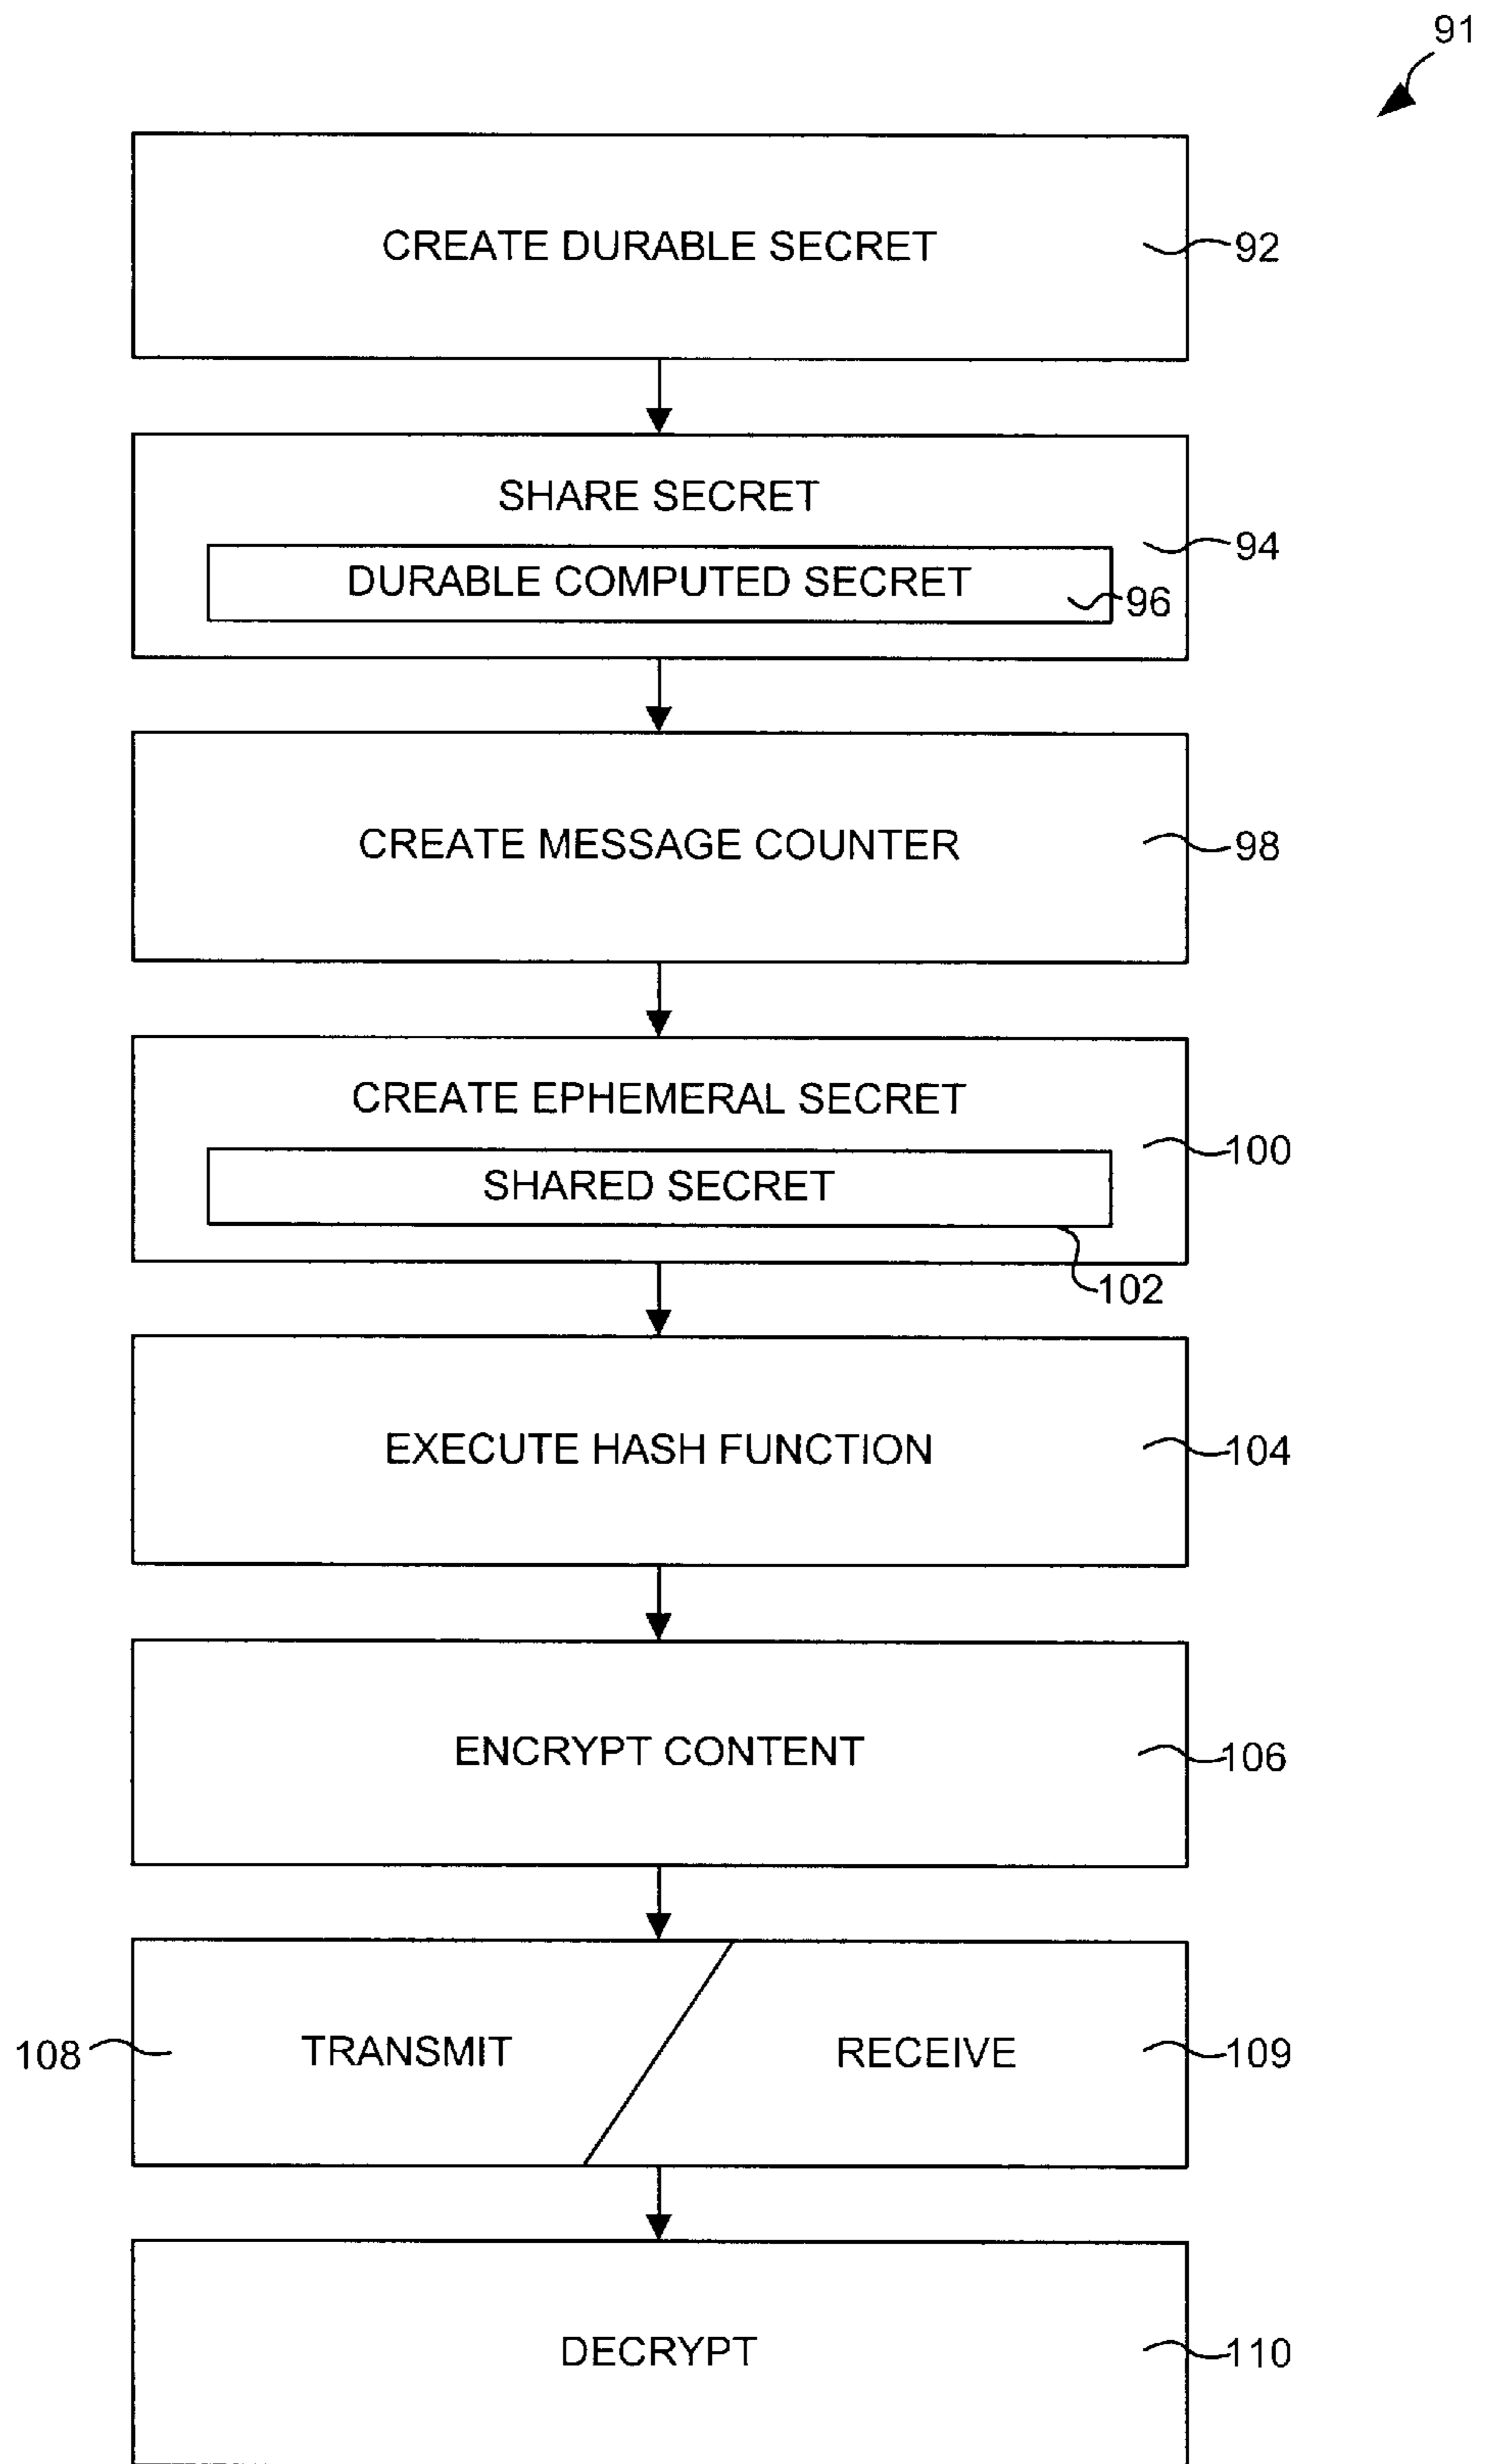 91
CREATE DURABLE SECRET
92
SHARE SECRET
94
DURABLE COMPUTED SECRET
96
CREATE MESSAGE COUNTER
98
CREATE EPHEMERAL SECRET
100
SHARED SECRET
102
EXECUTE HASH FUNCTION
104
ENCRYPT CONTENT
106
108
TRANSMIT
RECEIVE
109
DECRYPT
110